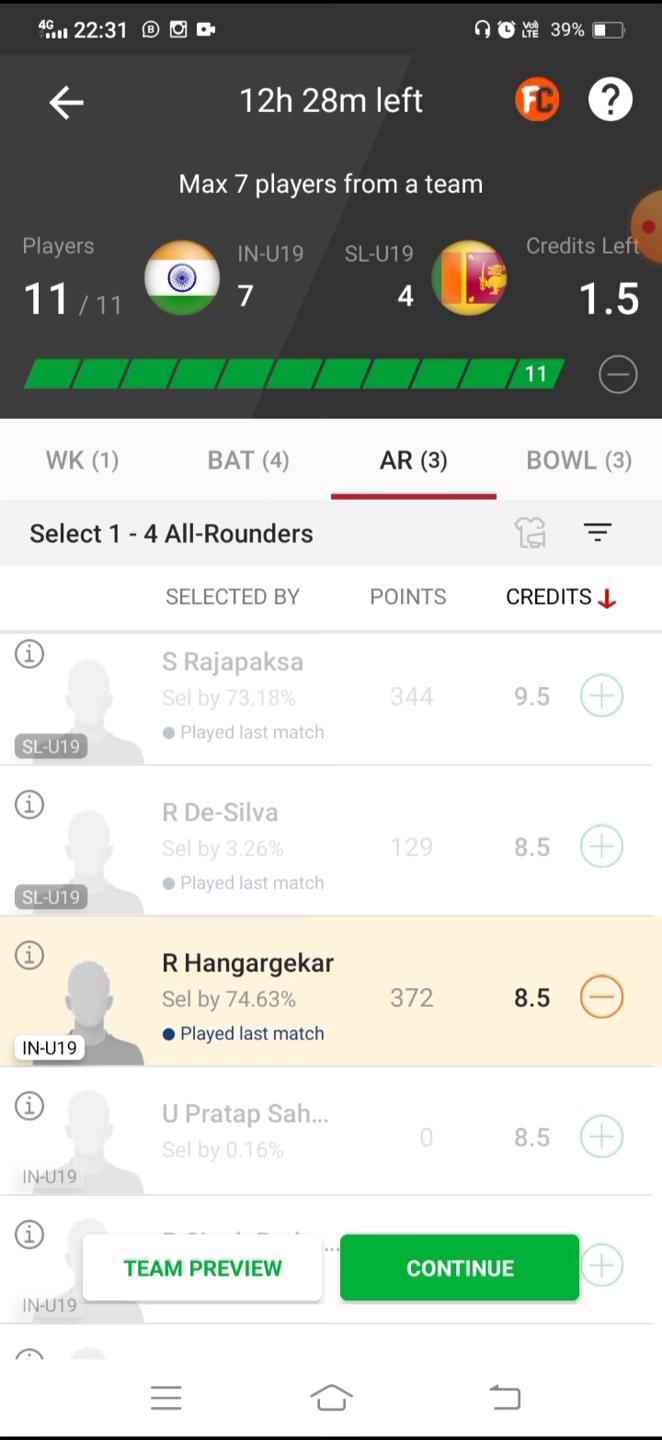 4G 22:31 B Vol) LTE 39%
12h 28m left FC ?
Max 7 players from a team
Players IN-U19 SL-U19 Credits Left
11 / 11 7 4 1.5
11
WK (1) BAT (4) AR (3) BOWL (3)
Select 1 - 4 All-Rounders
SELECTED BY POINTS CREDITS
S Rajapaksa
Sel by 73.18% 344 9.5
Played last match
SL-U19
R De-Silva
Sel by 3.26% 129 8.5
Played last match
SL-U19
R Hangargekar
Sel by 74.63% 372 8.5
Played last match
IN-U19
U Pratap Sah...
Sel by 0.16% 0 8.5
IN-U19
TEAM PREVIEW CONTINUE
IN-U19